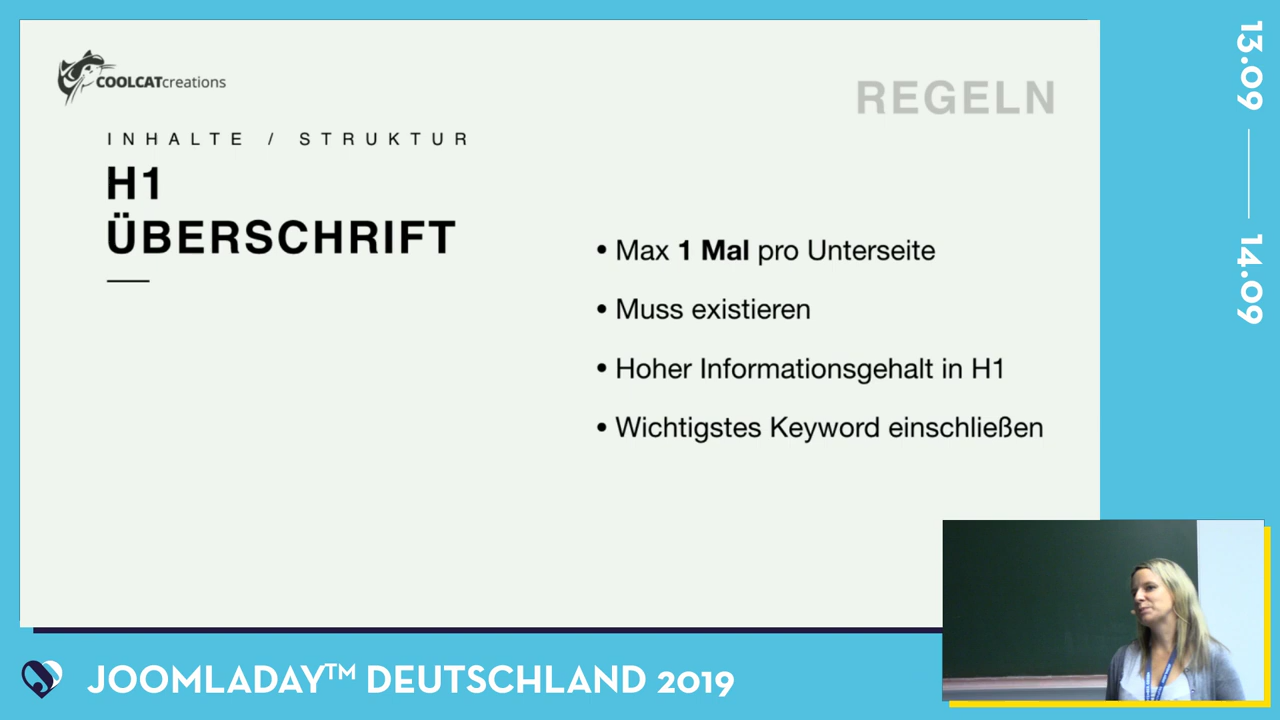 COOLCATcreations
REGELN
INHALTE / STRUKTUR
H1
ÜBERSCHRIFT
• Max 1 Mal pro Unterseite
• Muss existieren
• Hoher Informationsgehalt in H1
• Wichtigstes Keyword einschließen
13.09
14.09
JOOMLADAY™ DEUTSCHLAND 2019